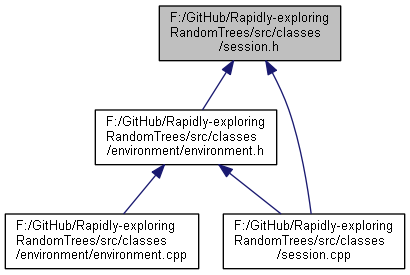 F:/GitHub/Rapidly-exploring
RandomTrees/src/classes
/session.h
F:/GitHub/Rapidly-exploring
RandomTrees/src/classes
/environment/environment.h
F:/GitHub/Rapidly-exploring
RandomTrees/src/classes
/environment/environment.cpp
F:/GitHub/Rapidly-exploring
RandomTrees/src/classes
/session.cpp